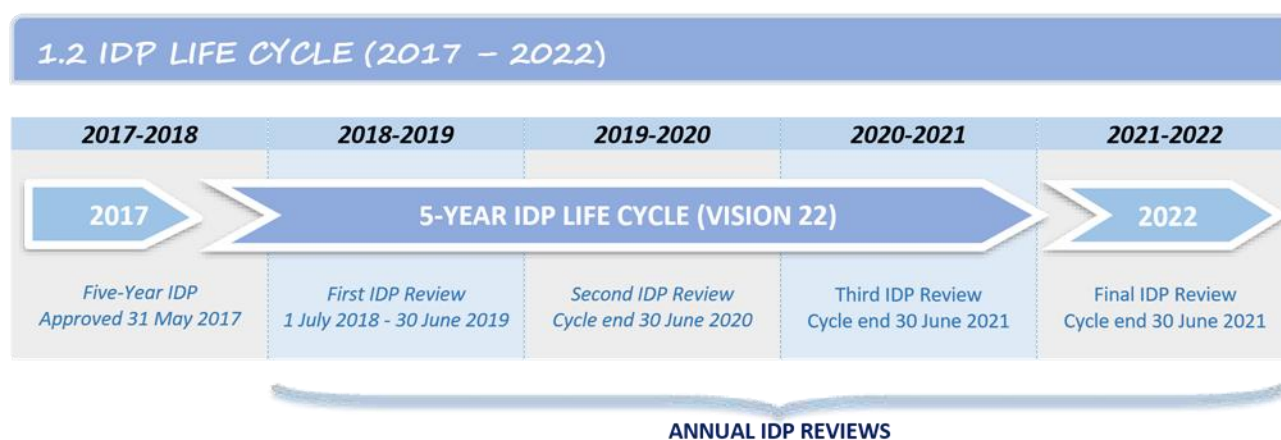 1.2 IDP LIFE CYCLE (2017 – 2022)
2017-2018 2018-2019 2019-2020 2020-2021 2021-2022
2017 5-YEAR IDP LIFE CYCLE (VISION 22) 2022
Five-Year IDP First IDP Review Second IDP Review Third IDP Review Final IDP Review
Approved 31 May 2017 1 July 2018 - 30 June 2019 Cycle end 30 June 2020 Cycle end 30 June 2021 Cycle end 30 June 2021
ANNUAL IDP REVIEWS